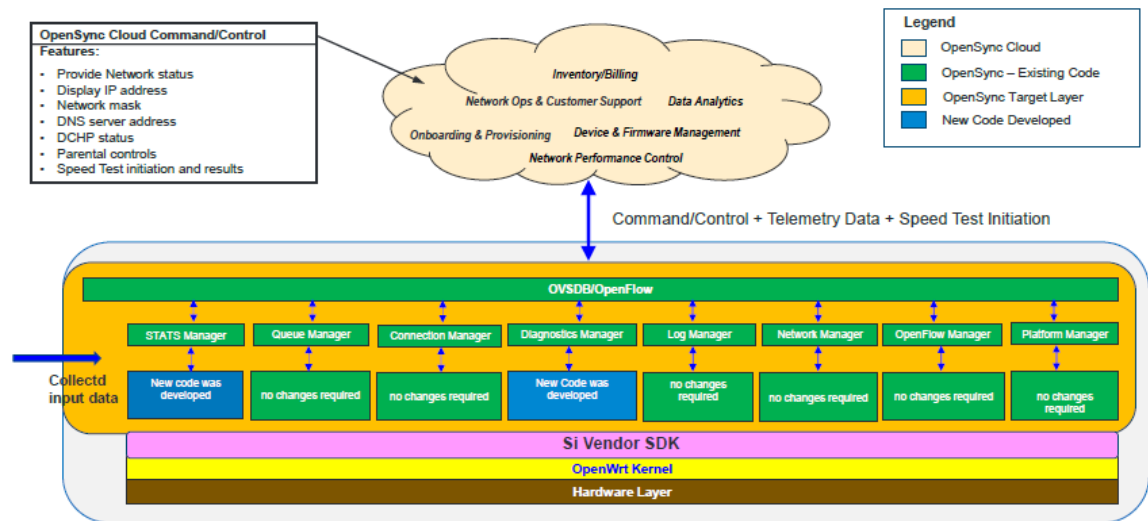 OpenSync Cloud Command/Control
Features:
• Provide Network status
• Display IP address
• Network mask
• DNS server address
• DCHP status
• Parental controls
• Speed Test initiation and results
Inventory/Billing
Network Ops & Customer Support
Data Analytics
Onboarding & Provisioning
Device & Firmware Management
Network Performance Control
Legend
OpenSync Cloud
OpenSync – Existing Code
OpenSync Target Layer
New Code Developed
Command/Control + Telemetry Data + Speed Test Initiation
OVSDB/OpenFlow
STATS Manager
Queue Manager
Connection Manager
Diagnostics Manager
Log Manager
Network Manager
OpenFlow Manager
Platform Manager
Collectd
input data
New code was
developed
no changes required
no changes required
New Code was
developed
no changes
required
no changes required
no changes required
no changes
required
Si Vendor SDK
OpenWrt Kernel
Hardware Layer